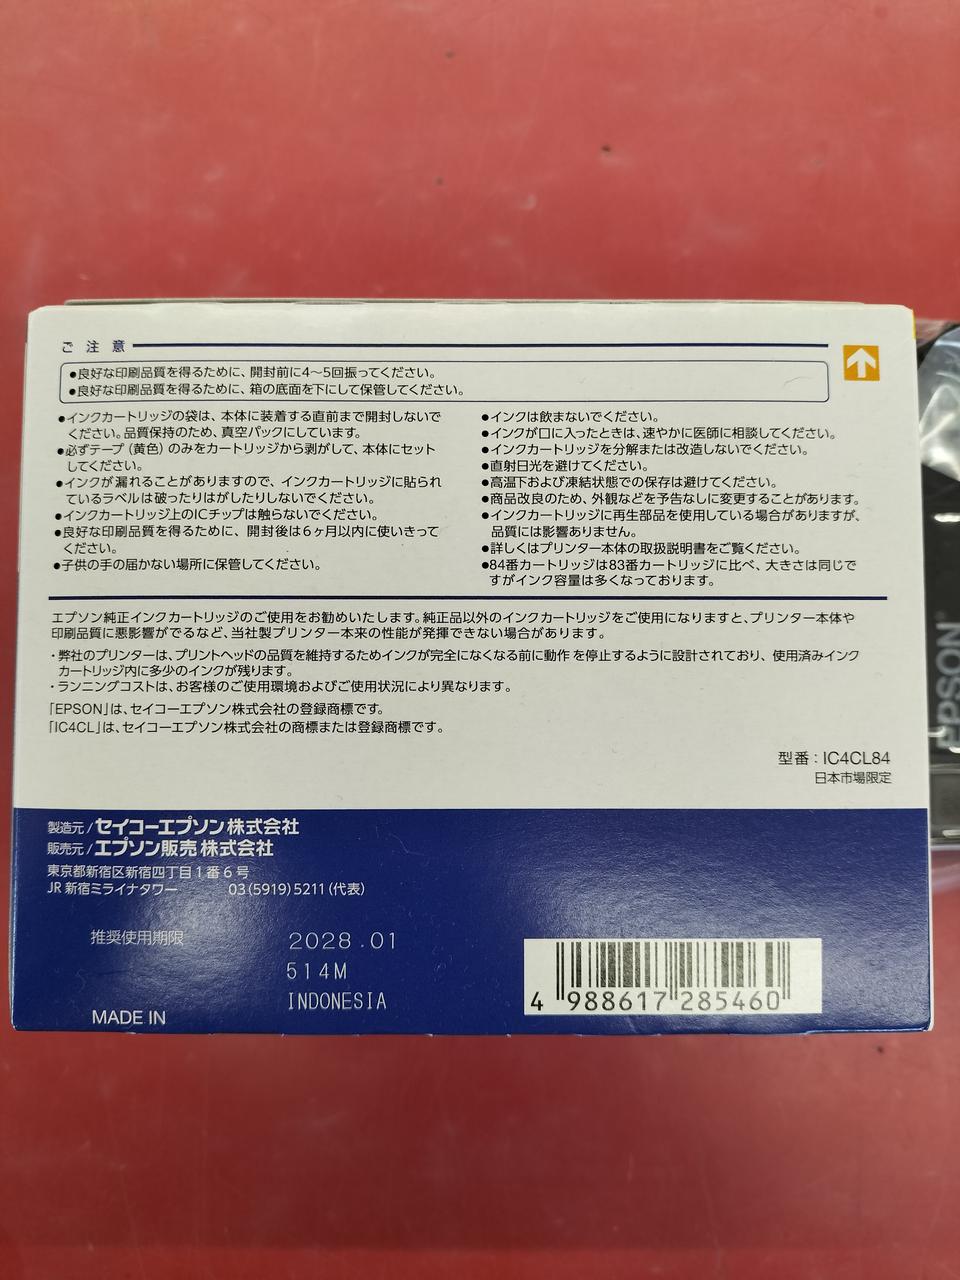 ご注意
●良好な印刷品質を得るために、開封前に4〜5回振ってください。
●良好な印刷品質を得るために、箱の底面を下にして保管してください。
●インクカートリッジの袋は、本体に装着する直前まで開封しないで
ください。品質保持のため、真空パックにしています。
●必ずテープ(黄色)のみをカートリッジから剥がして、本体にセット
してください。
●インクが漏れることがありますので、インクカートリッジに貼られ
ているラベルは破ったりはがしたりしないでください。
●インクカートリッジ上のICチップは触らないでください。
●良好な印刷品質を得るために、開封後は6ヶ月以内に使いきって
ください。
●子供の手の届かない場所に保管してください。
●インクは飲まないでください。
●インクが口に入ったときは、速やかに医師に相談してください。
●インクカートリッジを分解または改造しないでください。
●直射日光を避けてください。
●高温下および凍結状態での保存は避けてください。
●商品改良のため、外観などを予告なしに変更することがあります。
●インクカートリッジに再生部品を使用している場合がありますが、
品質には影響ありません。
●詳しくはプリンター本体の取扱説明書をご覧ください。
●84番カートリッジは83番カートリッジに比べ、大きさは同じで
すがインク容量は多くなっております。
エプソン純正インクカートリッジのご使用をお勧めいたします。純正品以外のインクカートリッジをご使用になりますと、プリンター本体や
印刷品質に悪影響がでるなど、当社製プリンター本来の性能が発揮できない場合があります。
・弊社のプリンターは、プリントヘッドの品質を維持するためインクが完全になくなる前に動作を停止するように設計されており、使用済みインク
カートリッジ内に多少のインクが残ります。
・ランニングコストは、お客様のご使用環境およびご使用状況により異なります。
「EPSON」は、セイコーエプソン株式会社の登録商標です。
「IC4CL」は、セイコーエプソン株式会社の商標または登録商標です。
型番：IC4CL84
日本市場限定
製造元/セイコーエプソン株式会社
販売元/エプソン販売株式会社
東京都新宿区新宿四丁目1番6号
JR新宿ミライナタワー 03(5919)5211(代表)
推奨使用期限 2028.01
514M
MADE IN INDONESIA
4 988617 285460
EPSON